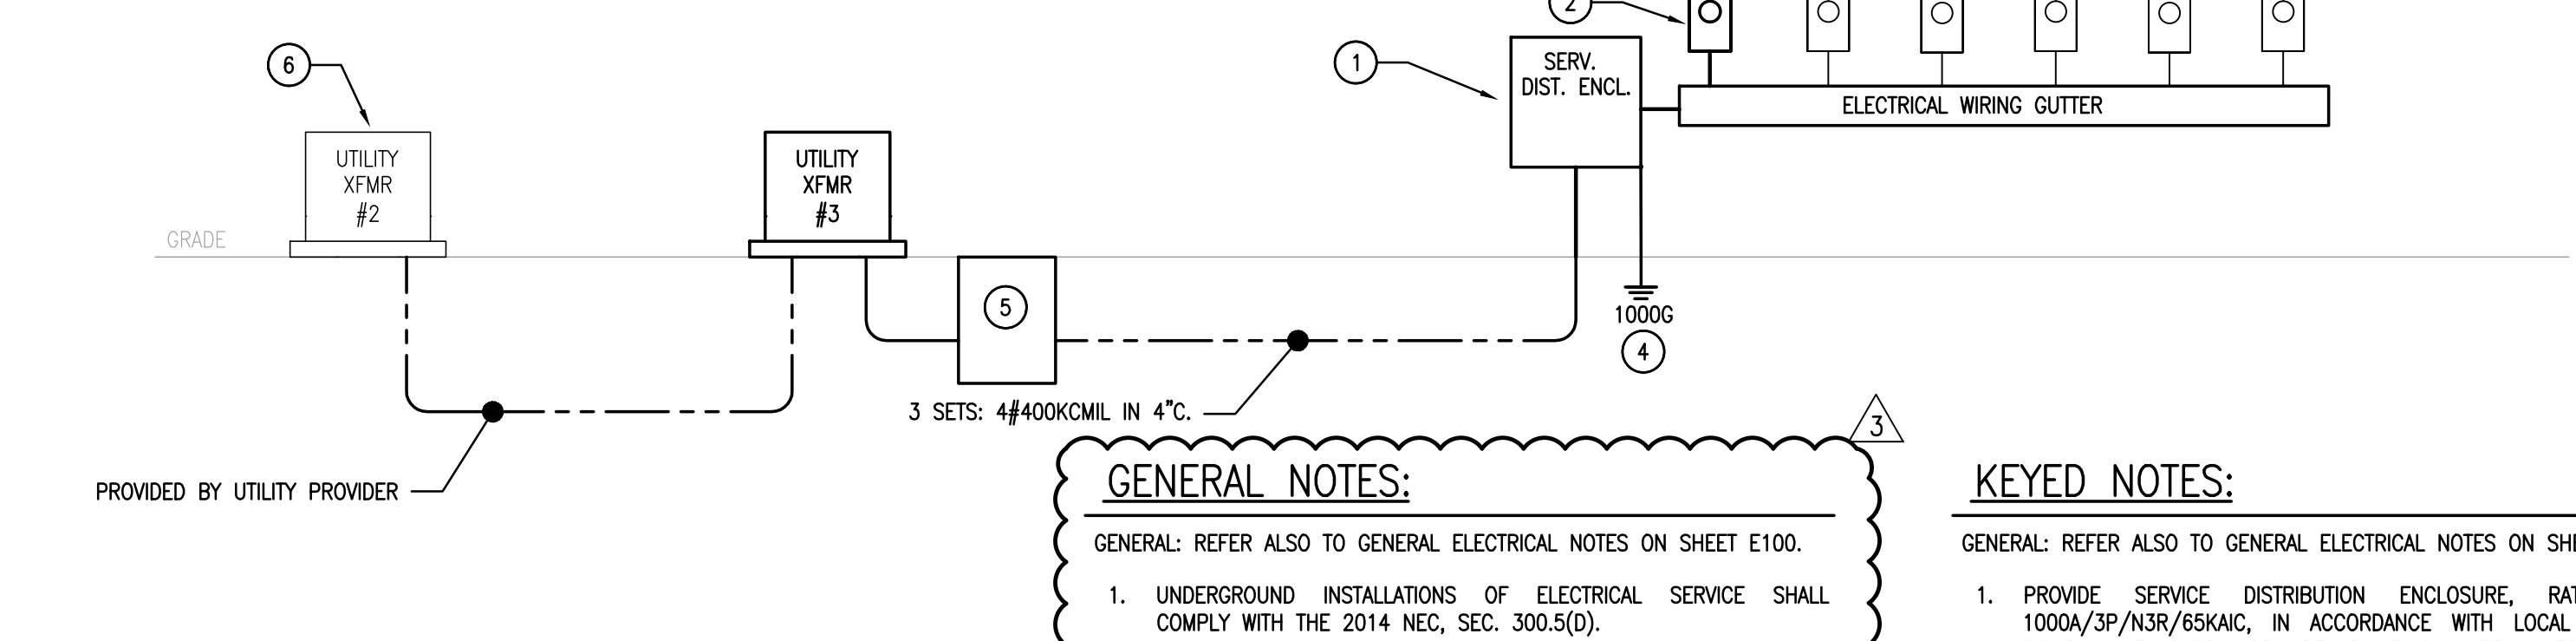 2
6
1
SERV.
DIST. ENCL.
ELECTRICAL WIRING GUTTER
UTILITY
XFMR
#2
UTILITY
XFMR
#3
GRADE
5
1000G
4
3 SETS: 4#400KCMIL IN 4"C.
3
PROVIDED BY UTILITY PROVIDER
GENERAL NOTES:
GENERAL: REFER ALSO TO GENERAL ELECTRICAL NOTES ON SHEET E100.
1. UNDERGROUND INSTALLATIONS OF ELECTRICAL SERVICE SHALL
COMPLY WITH THE 2014 NEC, SEC. 300.5(D).
KEYED NOTES:
GENERAL: REFER ALSO TO GENERAL ELECTRICAL NOTES ON
1. PROVIDE SERVICE DISTRIBUTION ENCLOSURE,
1000A/3P/N3R/65KAIC, IN ACCORDANCE WITH LOCAL